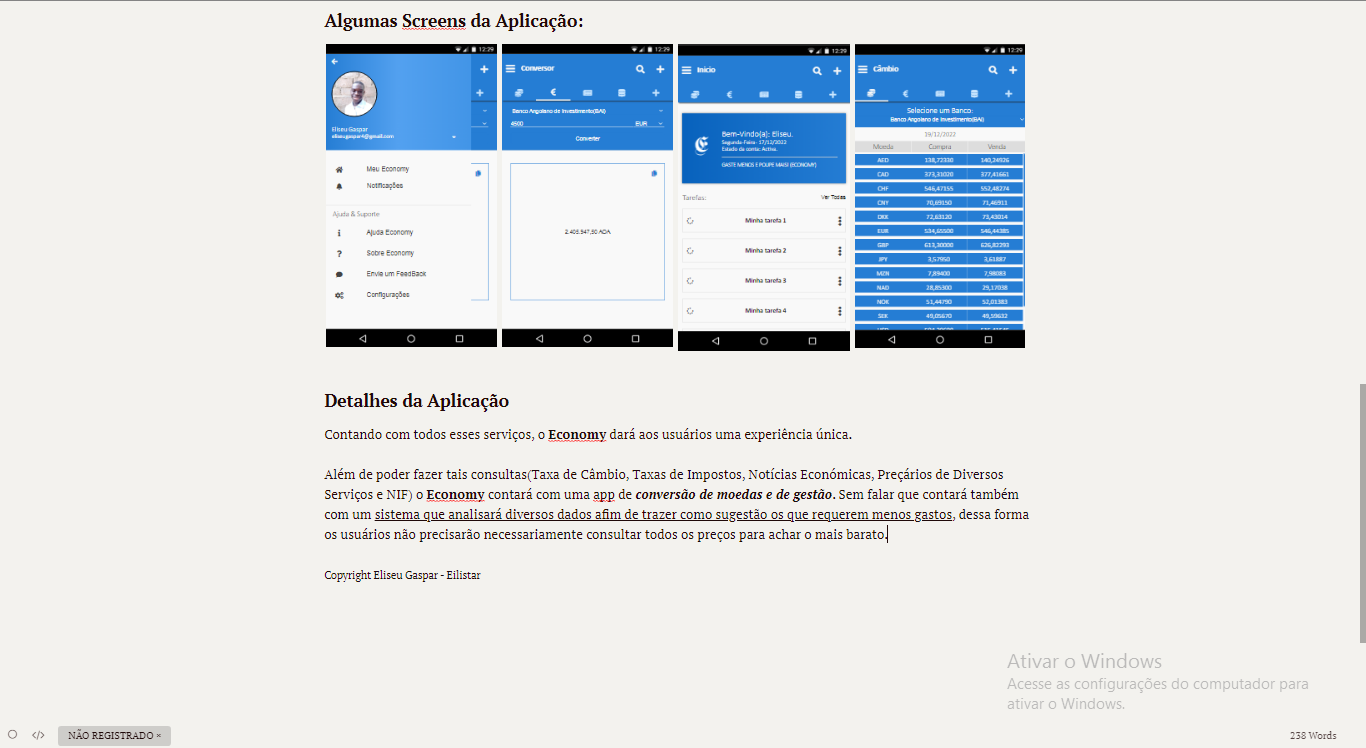 Algumas Screens da Aplicação:
12:29
Eliseu Gaspar
eliseugaspar4@gmail.com
Meu Economy
Notificações
Ajuda & Suporte
Ajuda Economy
Sobre Economy
Envie um FeedBack
Configurações
12:29
Conversor
Banco Angolano de Investimento(BAI)
4500 EUR
Converter
12:29
Início
Bem-Vindo(a): Eliseu.
Segunda-Feira- 17/12/2022
Estado da conta: Activa.
GASTE MENOS E POUPE MAIS! (ECONOMY)
Tarefas: Ver Todas
Minha tarefa 1
Minha tarefa 2
Minha tarefa 3
Minha tarefa 4
12:29
Câmbio
Selecione um Banco:
Banco Angolano de Investimento(BAI)
19/12/2022
Moeda Compra Venda
AED 138,72330 140,24926
CAD 373,31020 377,41661
CHF 546,47155 552,48274
CNY 70,69150 71,46911
DKK 72,63120 73,43014
EUR 534,65500 546,44385
GBP 613,30000 626,82293
JPY 3,57950 3,61887
MZN 7,89400 7,98083
NAD 28,85300 29,17038
NOK 51,44790 52,01383
SEK 49,05670 49,59632
Detalhes da Aplicação
Contando com todos esses serviços, o Economy dará aos usuários uma experiência única.
Além de poder fazer tais consultas(Taxa de Câmbio, Taxas de Impostos, Notícias Económicas, Preçários de Diversos
Serviços e NIF) o Economy contará com uma app de conversão de moedas e de gestão. Sem falar que contará também
com um sistema que analisará diversos dados afim de trazer como sugestão os que requerem menos gastos, dessa forma
os usuários não precisarão necessariamente consultar todos os preços para achar o mais barato.
Copyright Eliseu Gaspar - Eilistar
Ativar o Windows
Acesse as configurações do computador para
ativar o Windows.
NÃO REGISTRADO ×
238 Words